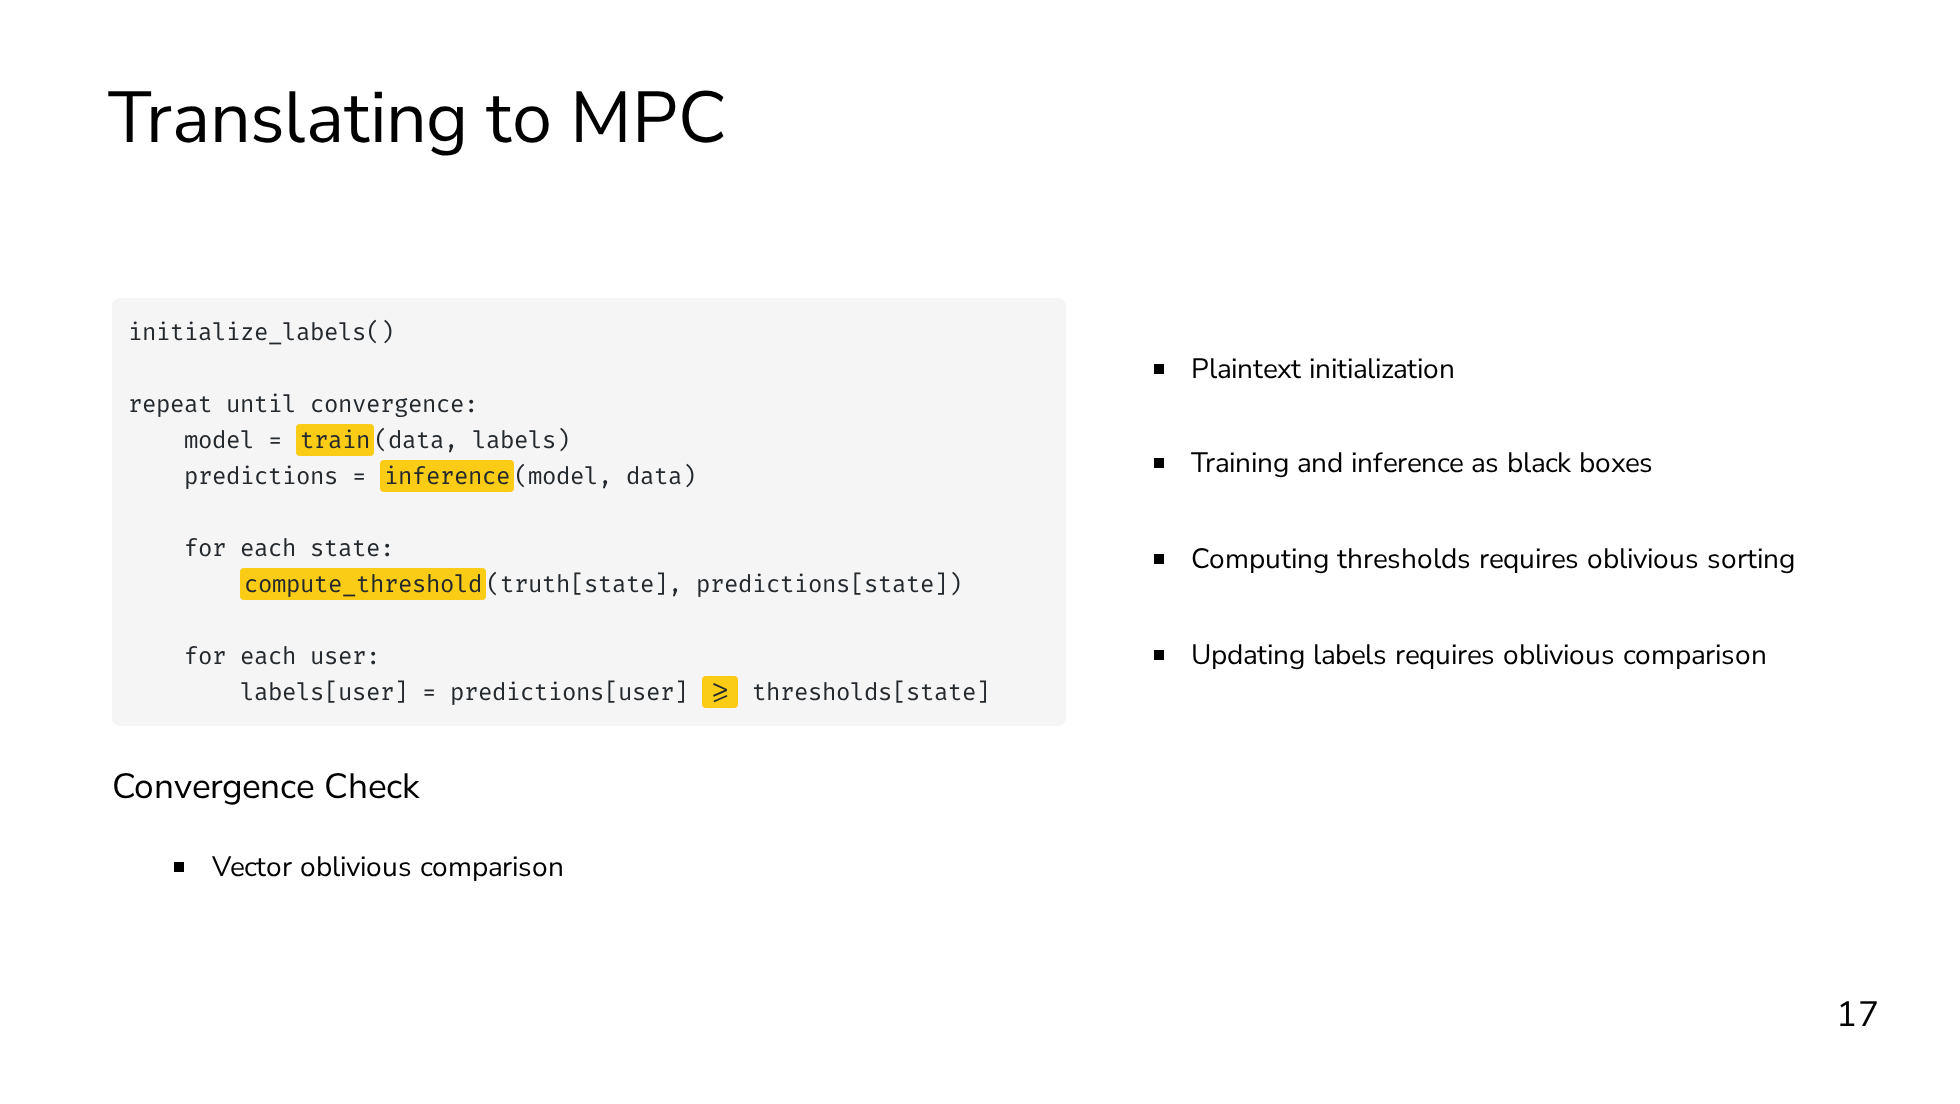 Translating to MPC
initialize_labels()
repeat until convergence:
    model = train(data, labels)
    predictions = inference(model, data)
    for each state:
        compute_threshold(truth[state], predictions[state])
    for each user:
        labels[user] = predictions[user] ⩾ thresholds[state]
▪ Plaintext initialization
▪ Training and inference as black boxes
▪ Computing thresholds requires oblivious sorting
▪ Updating labels requires oblivious comparison
Convergence Check
▪ Vector oblivious comparison
17